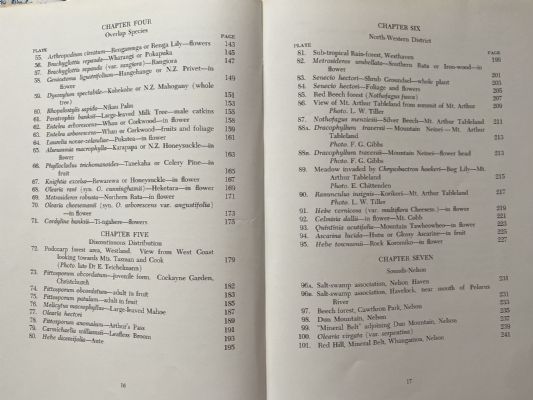 CHAPTER FOUR
Overlap Species
PLATE PAGE
55. Arthropodium cirratum—Rengarenga or Renga Lily—flowers 143
56. Brachyglottis repanda—Wharangi or Pukapuka 145
57. Brachyglottis repanda (var. rangiora)—Rangiora 147
58. Geniostoma ligustrifolium—Hangehange or N.Z. Privet—in
flower 149
59. Dysoxylum spectabile—Kohekohe or N.Z. Mahogany (whole
tree) 151
60. Rhopalostylis sapida—Nikau Palm 153
61. Paratrophis banksii—Large-leaved Milk Tree—male catkins 155
62. Entelea arborescens—Whau or Corkwood—in flower 158
63. Entelea arborescens—Whau or Corkwood—fruits and foliage 159
64. Lourelia novae-zelandiae—Pukatea—in flower 161
65. Alseuosmia macrophylla—Karapapa or N.Z. Honeysuckle—in
flower 163
66. Phyllocladus trichomanoides—Tanekaha or Celery Pine—in
fruit 165
67. Knightia excelsa—Rewarewa or Honeysuckle—in flower 167
68. Olearia rani (syn. O. cunninghamii)—Heketara—in flower 169
69. Metrosideros robusta—Northern Rata—in flower 171
70. Olearia cheesemanii (syn. O. arborescens var. angustifolia)
—in flower 173
71. Cordyline banksii—Ti-ngahere—flowers 175
CHAPTER FIVE
Discontinuous Distribution
72. Podocarp forest area, Westland. View from West Coast
looking towards Mts. Tasman and Cook
(Photo. late Dr E. Teichelmann) 179
73. Pittosporum obcordatum—juvenile form. Cockayne Garden,
Christchurch 182
74. Pittosporum obcordatum—adult in fruit 183
75. Pittosporum patulum—adult in fruit 185
76. Melicytus macrophyllus—Large-leaved Mahoe 187
77. Olearia hectori 189
78. Pittosporum anomalum—Arthur's Pass 191
79. Carmichaelia williamsii—Leafless Broom 193
80. Hebe diosmifolia—Aute 195
16
CHAPTER SIX
North-Western District
PLATE PAGE
81. Sub-tropical Rain-forest, Westhaven 198
82. Metrosideros umbellata—Southern Rata or Iron-wood—in
flower
83. Senecio hectori—Shrub Groundsel—whole plant
84. Senecio hectori—Foliage and flowers
85. Red Beech forest (Nothofagus fusca) 207
86. View of Mt Arthur Tableland from summit of Mt. Arthur 209
Photo. L. W. Tiller
87. Nothofagus menziesii—Silver Beech—Mt. Arthur Tableland 211
88. Dracophyllum traversii—Mountain Neinei—Mt. Arthur
Tableland 213
Photo. F. G. Gibbs
88a. Dracophyllum traversii—Mountain Neinei—flower head 213
Photo. F. G. Gibbs
89. Meadow invaded by Chrysobactron hookeri—Bog Lily—Mt.
Arthur Tableland 215
Photo. E. Chittenden
90. Ranunculus insignis—Korikori—Mt. Arthur Tableland 217
Photo. L. W. Tiller
91. Hebe vernicosa (var. multiflora Cheesem.)—in flower 219
92. Celmisia dallii—in flower—Mt. Cobb 221
93. Quintinia acutifolia—Mountain Tawheowheo—in flower 223
94. Ascarina lucida—Hutu or Glossy Ascarine—in fruit 225
95. Hebe townsonii—Rock Koromiko—in flower 227
CHAPTER SEVEN
Sounds-Nelson
96a. Salt-swamp association, Nelson Haven 231
Salt-swamp association, Havelock, near mouth of Pelorus
River 231
97. Beech forest, Cawthron Park, Nelson 233
98. Dun Mountain, Nelson 237
99. "Mineral Belt" adjoining Dun Mountain, Nelson 238
100. Olearia virgata (var. serpentina) 239
101. Red Hill, Mineral Belt, Whangamoa, Nelson 241
17